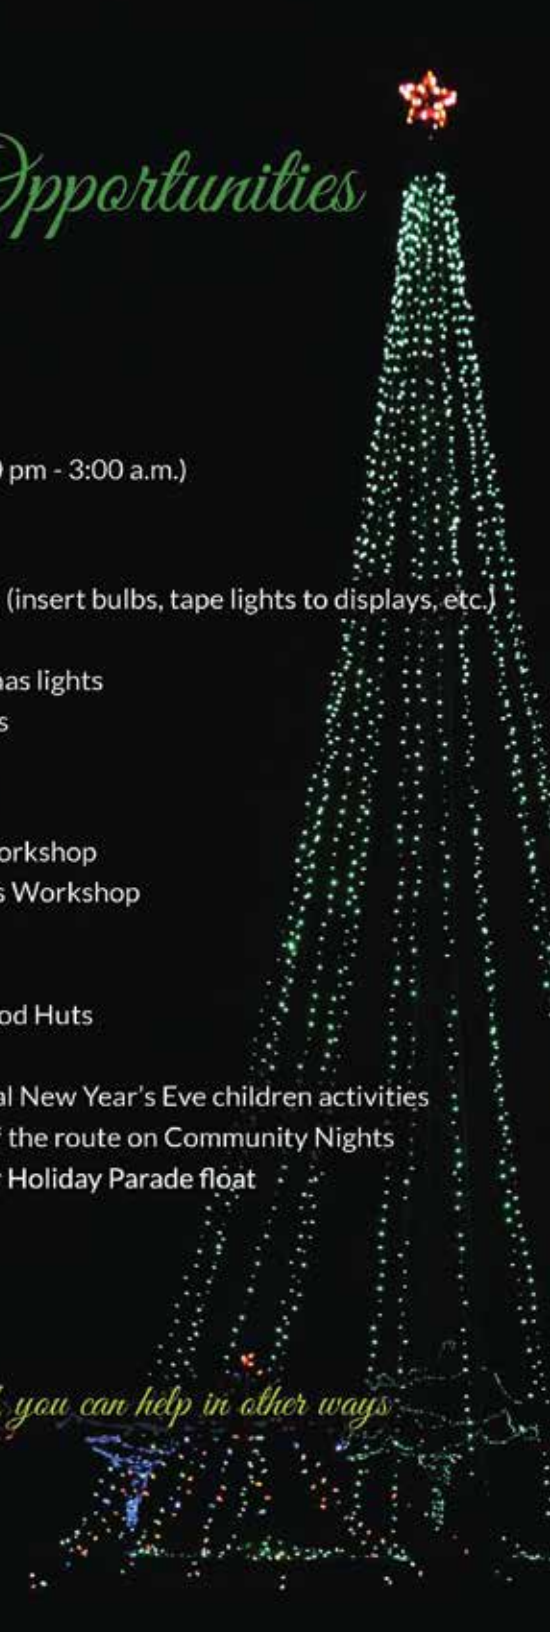 Opportunities
pm - 3:00 a.m.)
(insert bulbs, tape lights to displays, etc.)
as lights
s
orkshop
s Workshop
od Huts
al New Year's Eve children activities
the route on Community Nights
Holiday Parade float
you can help in other ways